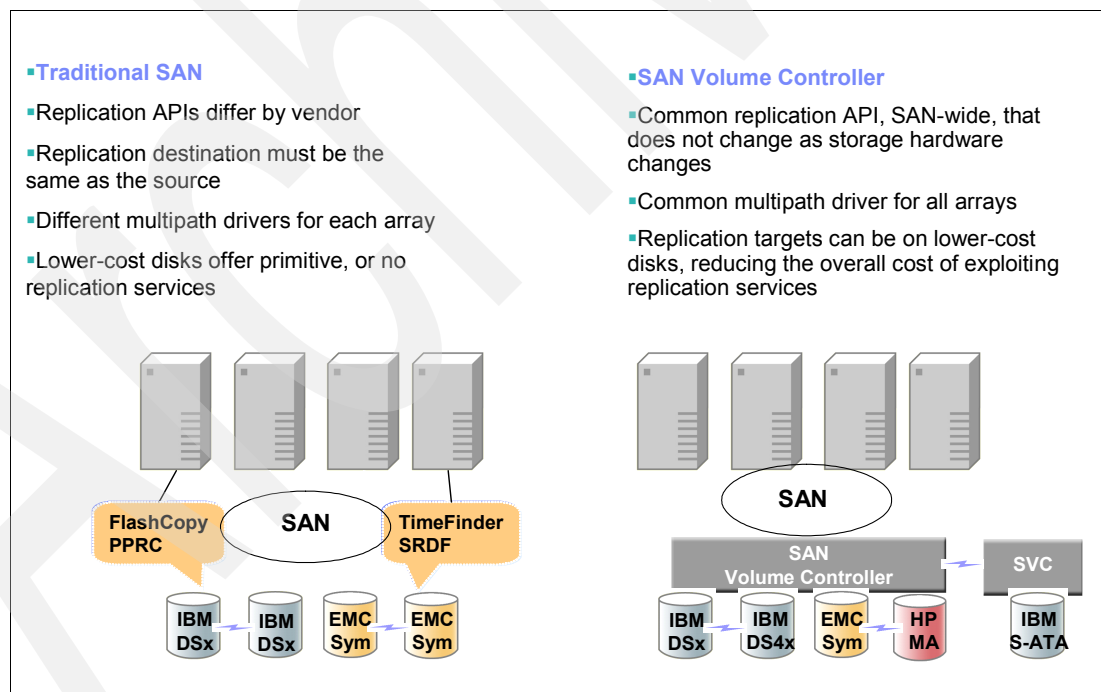 ▪Traditional SAN
▪Replication APIs differ by vendor
▪Replication destination must be the
same as the source
▪Different multipath drivers for each array
▪Lower-cost disks offer primitive, or no
replication services
▪SAN Volume Controller
▪Common replication API, SAN-wide, that
does not change as storage hardware
changes
▪Common multipath driver for all arrays
▪Replication targets can be on lower-cost
disks, reducing the overall cost of exploiting
replication services
FlashCopy
PPRC
SAN
TimeFinder
SRDF
IBM
DSx
IBM
DSx
EMC
Sym
EMC
Sym
SAN
SAN
Volume Controller
SVC
IBM
DSx
IBM
DS4x
EMC
Sym
HP
MA
IBM
S-ATA